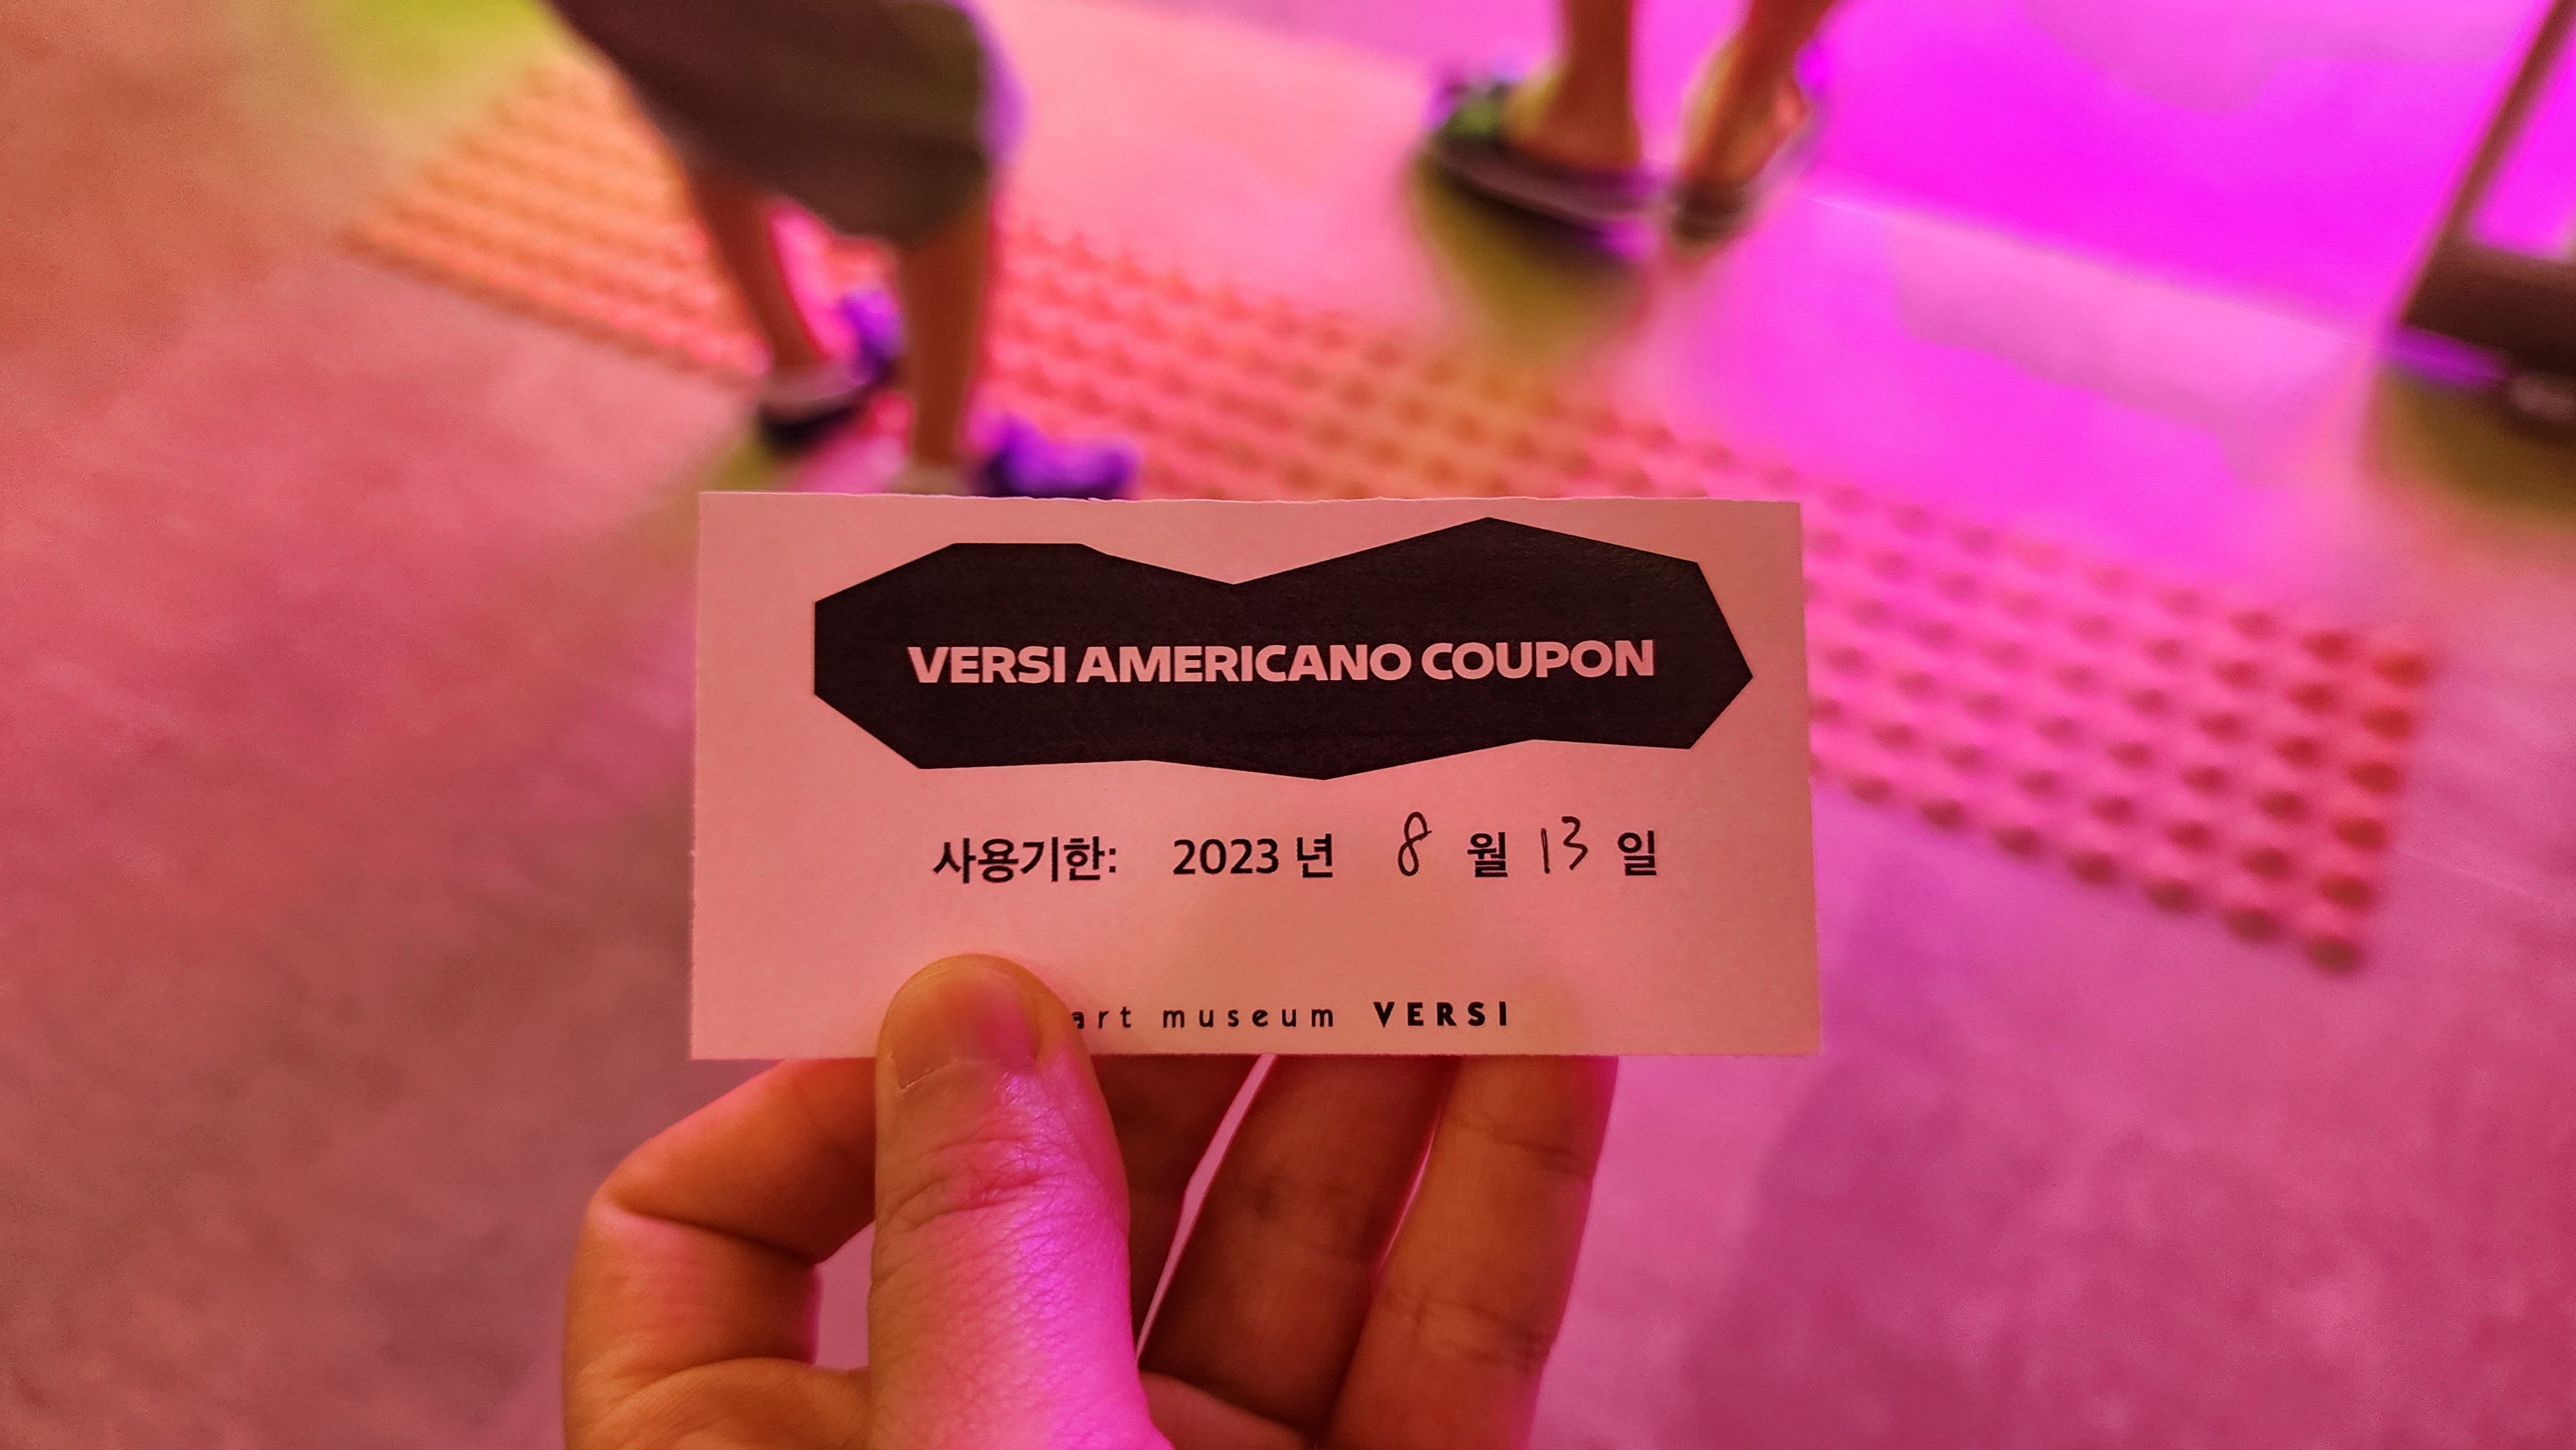 VERSI AMERICANO COUPON
사용기한: 2023 년 8 월 13 일
art museum VERSI